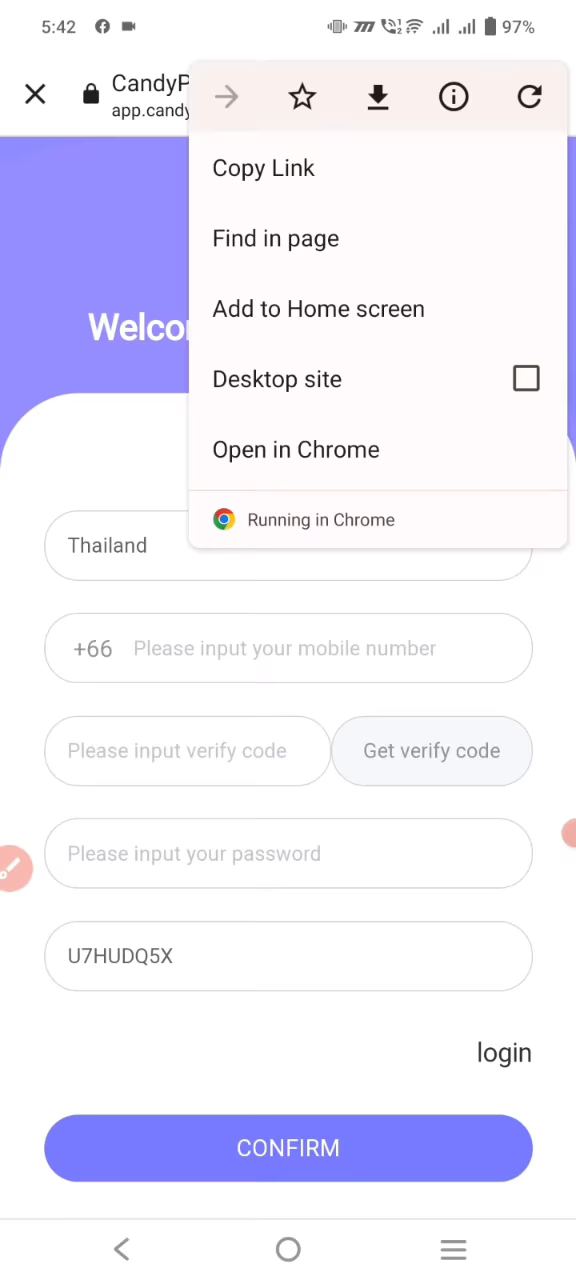 5:42 97%
CandyP
app.candy
Copy Link
Find in page
Add to Home screen
Desktop site
Open in Chrome
Running in Chrome
Welco
Thailand
+66 Please input your mobile number
Please input verify code Get verify code
Please input your password
U7HUDQ5X
login
CONFIRM